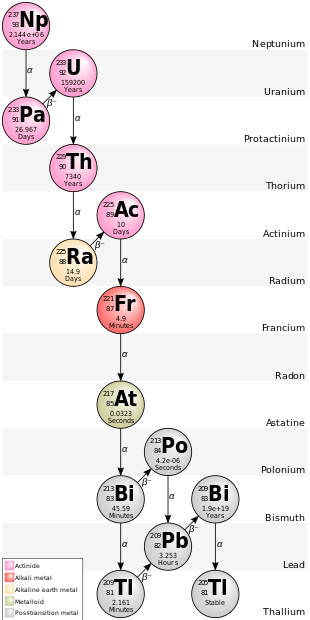 237
93
Np
2.144e+06
Years
Neptunium
α
233
92
U
159200
Years
Uranium
β⁻
233
91
Pa
26.967
Days
α
Protactinium
229
90
Th
7340
Years
Thorium
α
225
89
Ac
10
Days
Actinium
β⁻
225
88
Ra
14.9
Days
α
Radium
221
87
Fr
4.9
Minutes
Francium
α
Radon
217
85
At
0.0323
Seconds
Astatine
α
213
84
Po
4.2e-06
Seconds
Polonium
β⁻
213
83
Bi
45.59
Minutes
α
209
83
Bi
1.9e+19
Years
Bismuth
α
β⁻
209
82
Pb
3.253
Hours
α
Lead
β⁻
209
81
Tl
2.161
Minutes
205
81
Tl
Stable
Thallium
Actinide
Alkali metal
Alkaline earth metal
Metalloid
Posttransition metal